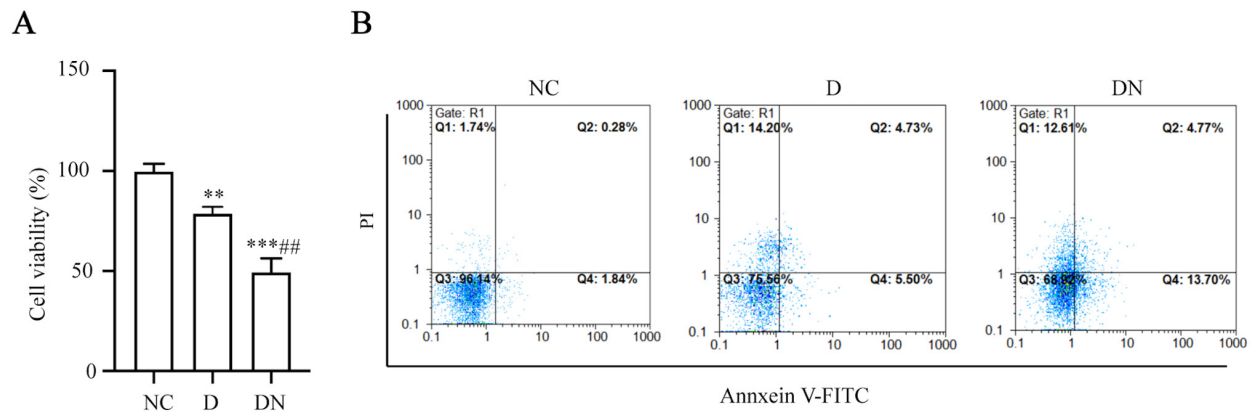 A
150
100
50
0
Cell viability (%)
**
***##
NC
D
DN
B
NC
Gate: R1
Q1: 1.74%
Q2: 0.28%
Q3: 96.14%
Q4: 1.84%
1000
100
10
1
0.1
0.1
1
10
100
1000
D
Gate: R1
Q1: 14.20%
Q2: 4.73%
Q3: 75.56%
Q4: 5.50%
1000
100
10
1
0.1
0.1
1
10
100
1000
DN
Gate: R1
Q1: 12.61%
Q2: 4.77%
Q3: 68.92%
Q4: 13.70%
1000
100
10
1
0.1
0.1
1
10
100
1000
PI
Annxein V-FITC